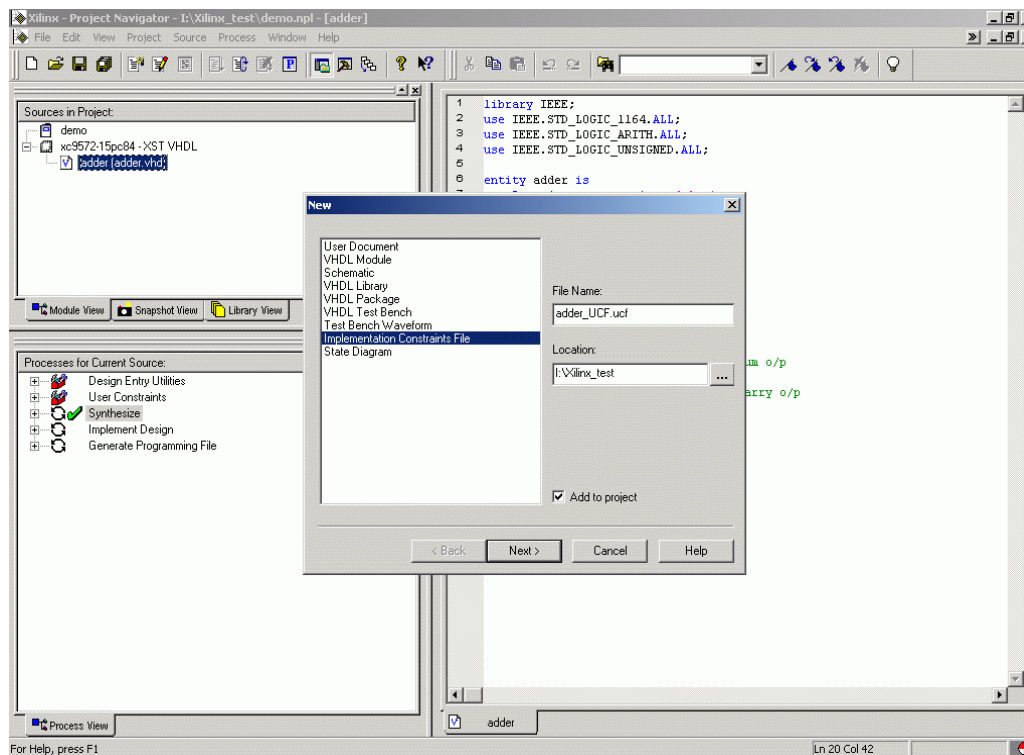 Xilinx - Project Navigator - I:\Xilinx_test\demo.npl - [adder]
File Edit View Project Source Process Window Help
Sources in Project:
demo
xc9572-15pc84 - XST VHDL
adder (adder.vhd)
Module View Snapshot View Library View
Processes for Current Source:
Design Entry Utilities
User Constraints
Synthesize
Implement Design
Generate Programming File
Process View
1 library IEEE;
2 use IEEE.STD_LOGIC_1164.ALL;
3 use IEEE.STD_LOGIC_ARITH.ALL;
4 use IEEE.STD_LOGIC_UNSIGNED.ALL;
5
6 entity adder is
um o/p
arry o/p
adder
New
User Document
VHDL Module
Schematic
VHDL Library
VHDL Package
VHDL Test Bench
Test Bench Waveform
Implementation Constraints File
State Diagram
File Name:
adder_UCF.ucf
Location:
I:\Xilinx_test
...
Add to project
< Back Next > Cancel Help
For Help, press F1
Ln 20 Col 42